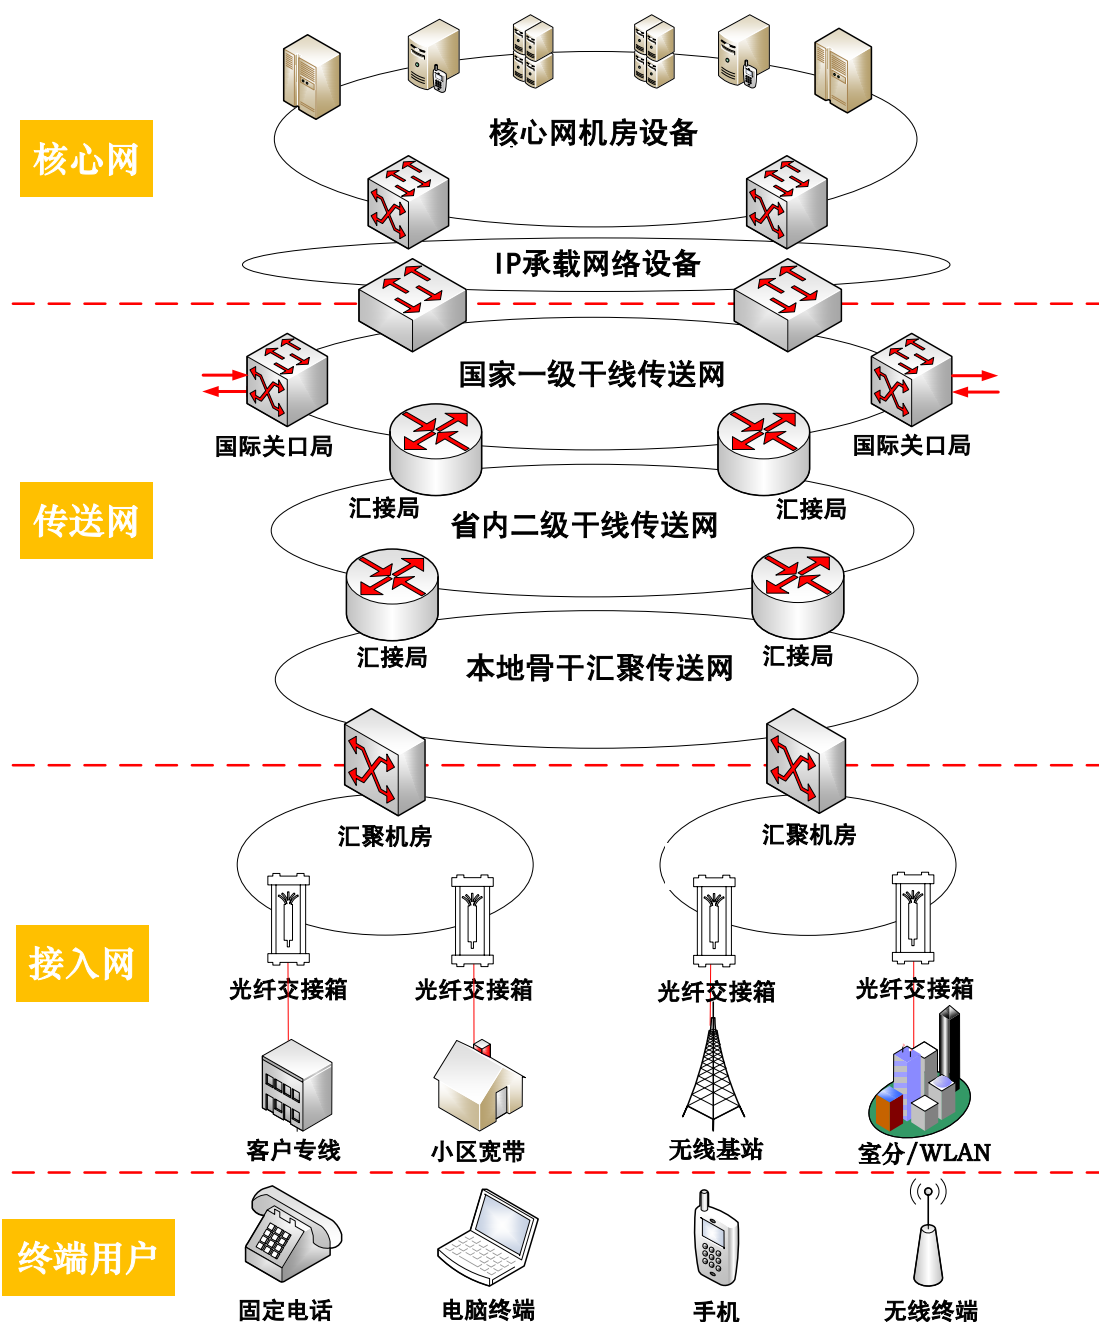 核心网机房设备
核心网
IP承载网络设备
国家一级干线传送网
国际关口局
国际关口局
汇接局
汇接局
传送网
省内二级干线传送网
汇接局
汇接局
本地骨干汇聚传送网
汇聚机房
汇聚机房
接入网
光纤交接箱
光纤交接箱
光纤交接箱
光纤交接箱
客户专线
小区宽带
无线基站
室分/WLAN
终端用户
固定电话
电脑终端
手机
无线终端